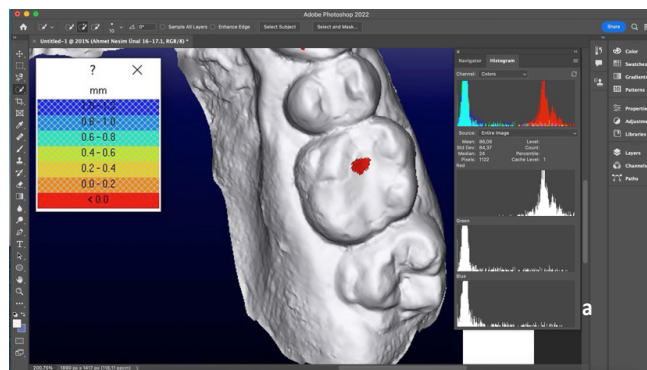 Adobe Photoshop 2022
0°
Sample All Layers
Enhance Edge
Select Subject
Select and Mask...
Share
× Untitled-1 @ 201% (Ahmet Nesim Ünal 16-17.1, RGB/8) *
? ×
mm
0.8 - 1.0
0.6 - 0.8
0.4 - 0.6
0.2 - 0.4
0.0 - 0.2
< 0.0
Navigator Histogram
Channel: Colors
Source: Entire Image
Mean: Level:
Std Dev: Count:
Median: 24 Percentile:
Pixels: 1122 Cache Level: 1
Red
Green
Blue
Color
Swatches
Gradients
Patterns
Properties
Libraries
Layers
Channels
Paths
a